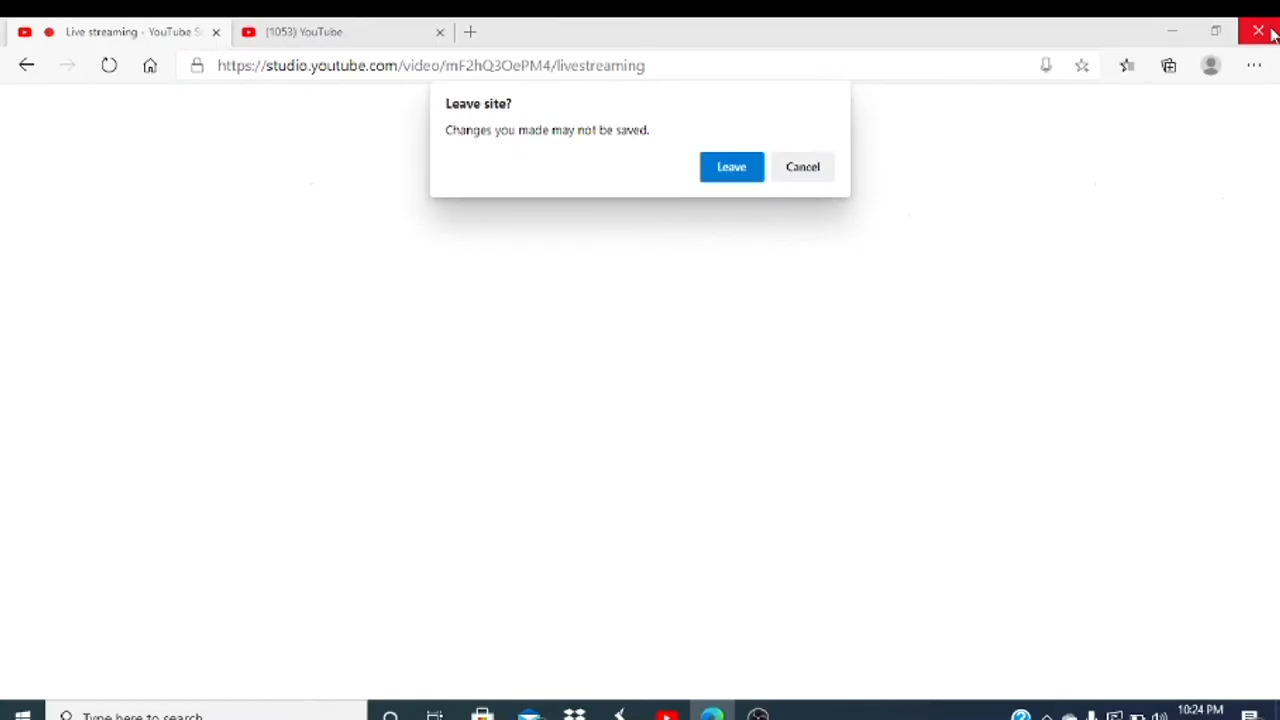 Live streaming - YouTube S
(1053) YouTube
https://studio.youtube.com/video/mF2hQ3OePM4/livestreaming
Leave site?
Changes you made may not be saved.
Leave
Cancel
Type here to search
10:24 PM